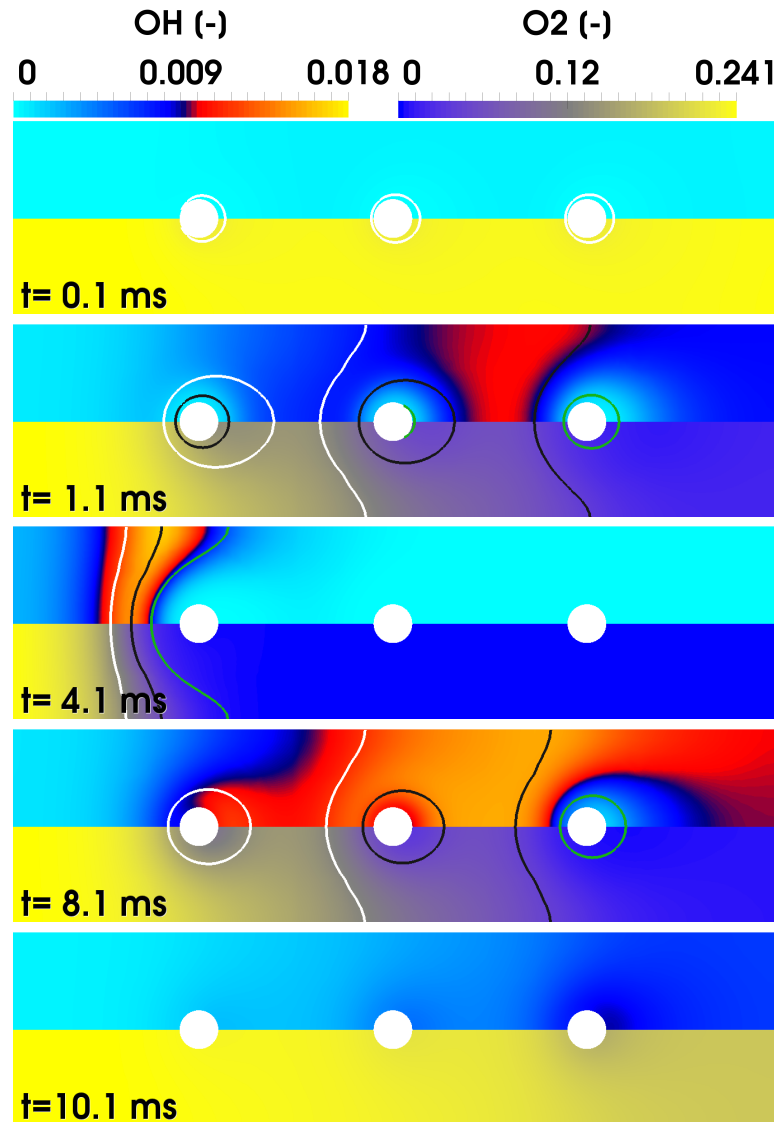 OH (-) O2 (-)
0 0.009 0.018 0 0.12 0.241
t= 0.1 ms
t= 1.1 ms
t= 4.1 ms
t= 8.1 ms
t=10.1 ms